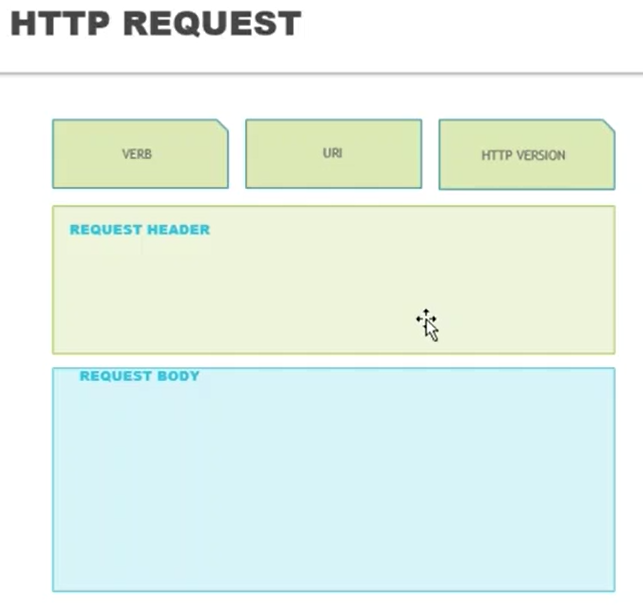 HTTP REQUEST
VERB
URI
HTTP VERSION
REQUEST HEADER
REQUEST BODY